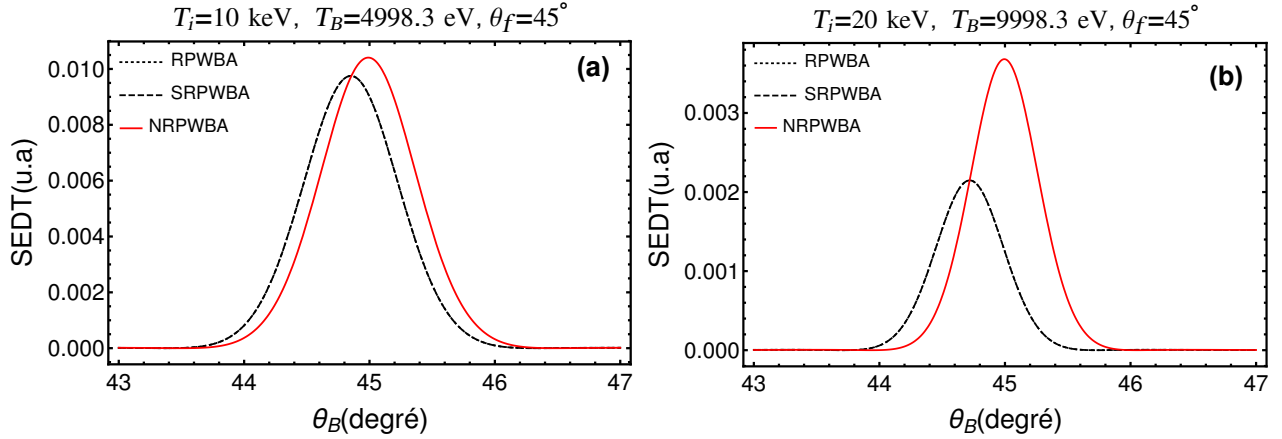 T_i=10 keV, T_B=4998.3 eV, θ_f=45°
(a)
RPWBA
SRPWBA
NRPWBA
SEDT(u.a)
0.010
0.008
0.006
0.004
0.002
0.000
43 44 45 46 47
θ_B(degré)
T_i=20 keV, T_B=9998.3 eV, θ_f=45°
(b)
RPWBA
SRPWBA
NRPWBA
SEDT(u.a)
0.003
0.002
0.001
0.000
43 44 45 46 47
θ_B(degré)